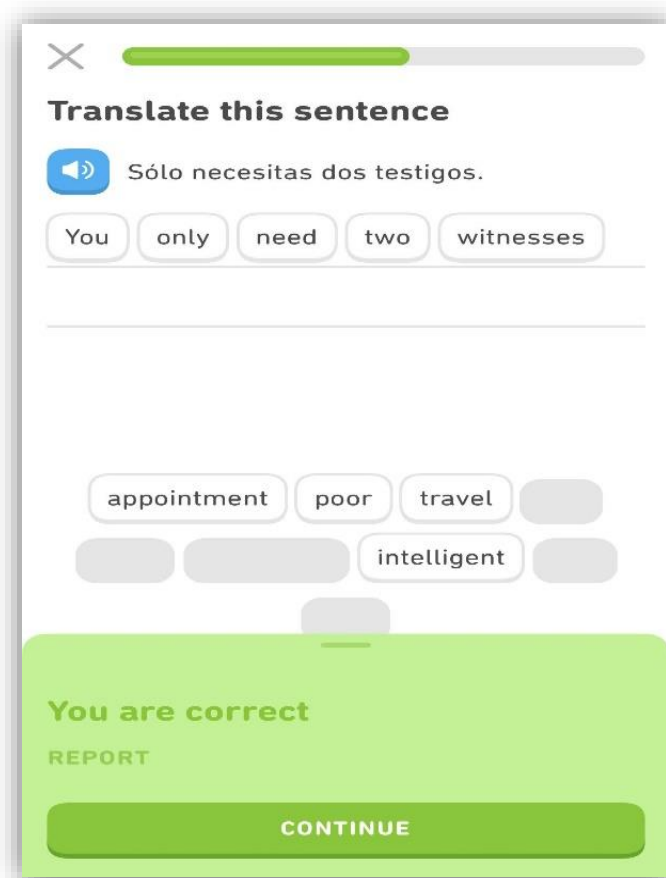 Translate this sentence
Sólo necesitas dos testigos.
You only need two witnesses
appointment poor travel
intelligent
You are correct
REPORT
CONTINUE